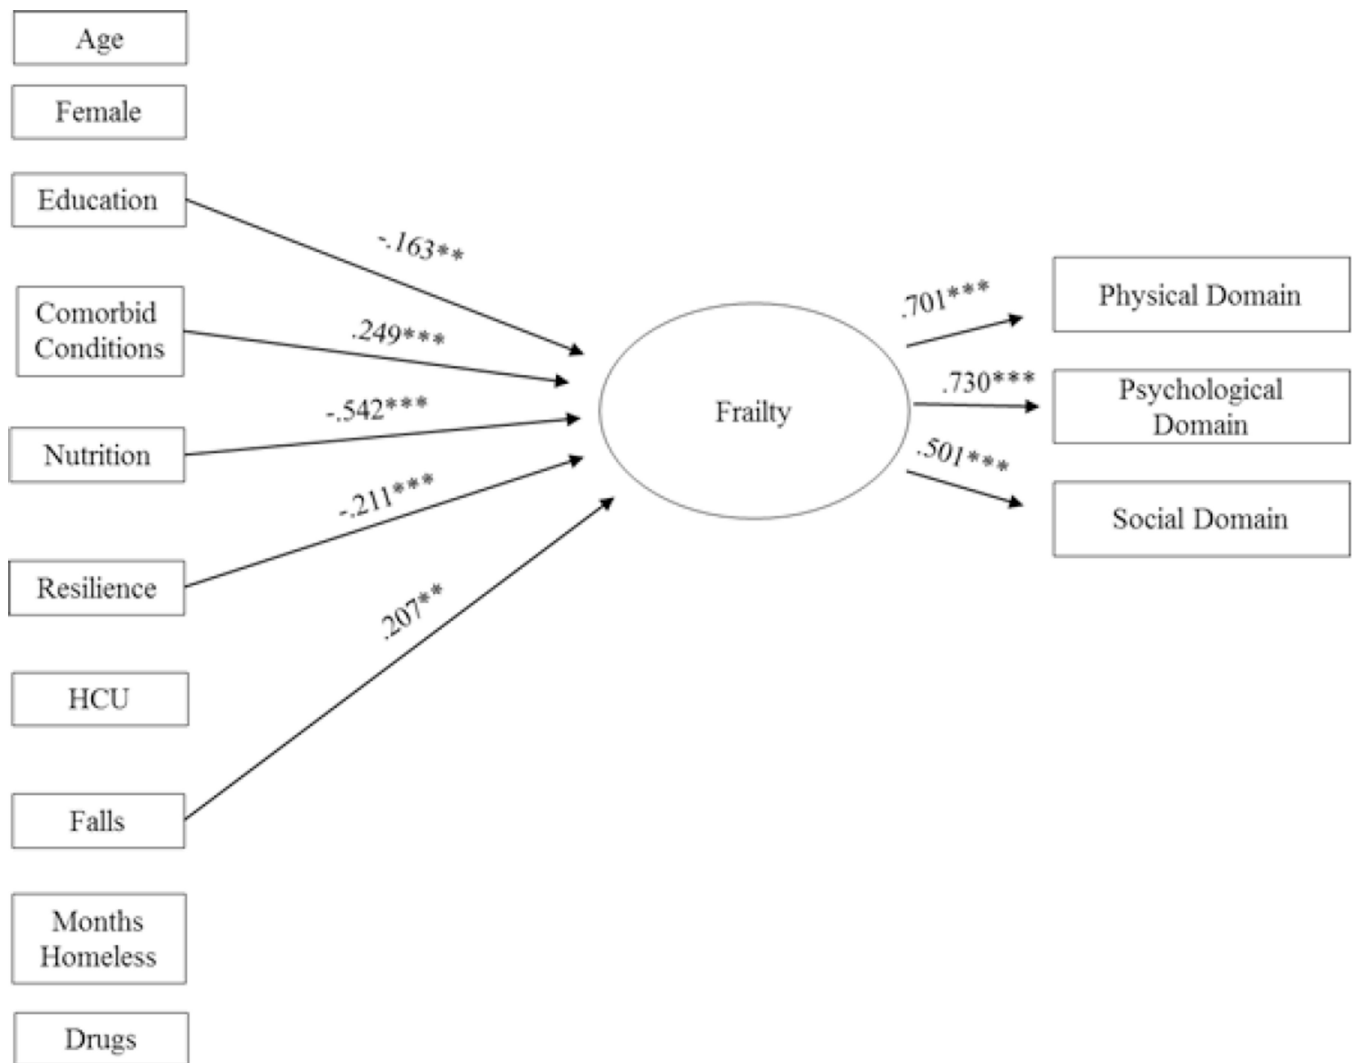 Age
Female
Education
Comorbid
Conditions
Nutrition
Resilience
HCU
Falls
Months
Homeless
Drugs
-.163**
.249***
-.542***
-.211***
.207**
Frailty
.701***
.730***
.501***
Physical Domain
Psychological
Domain
Social Domain